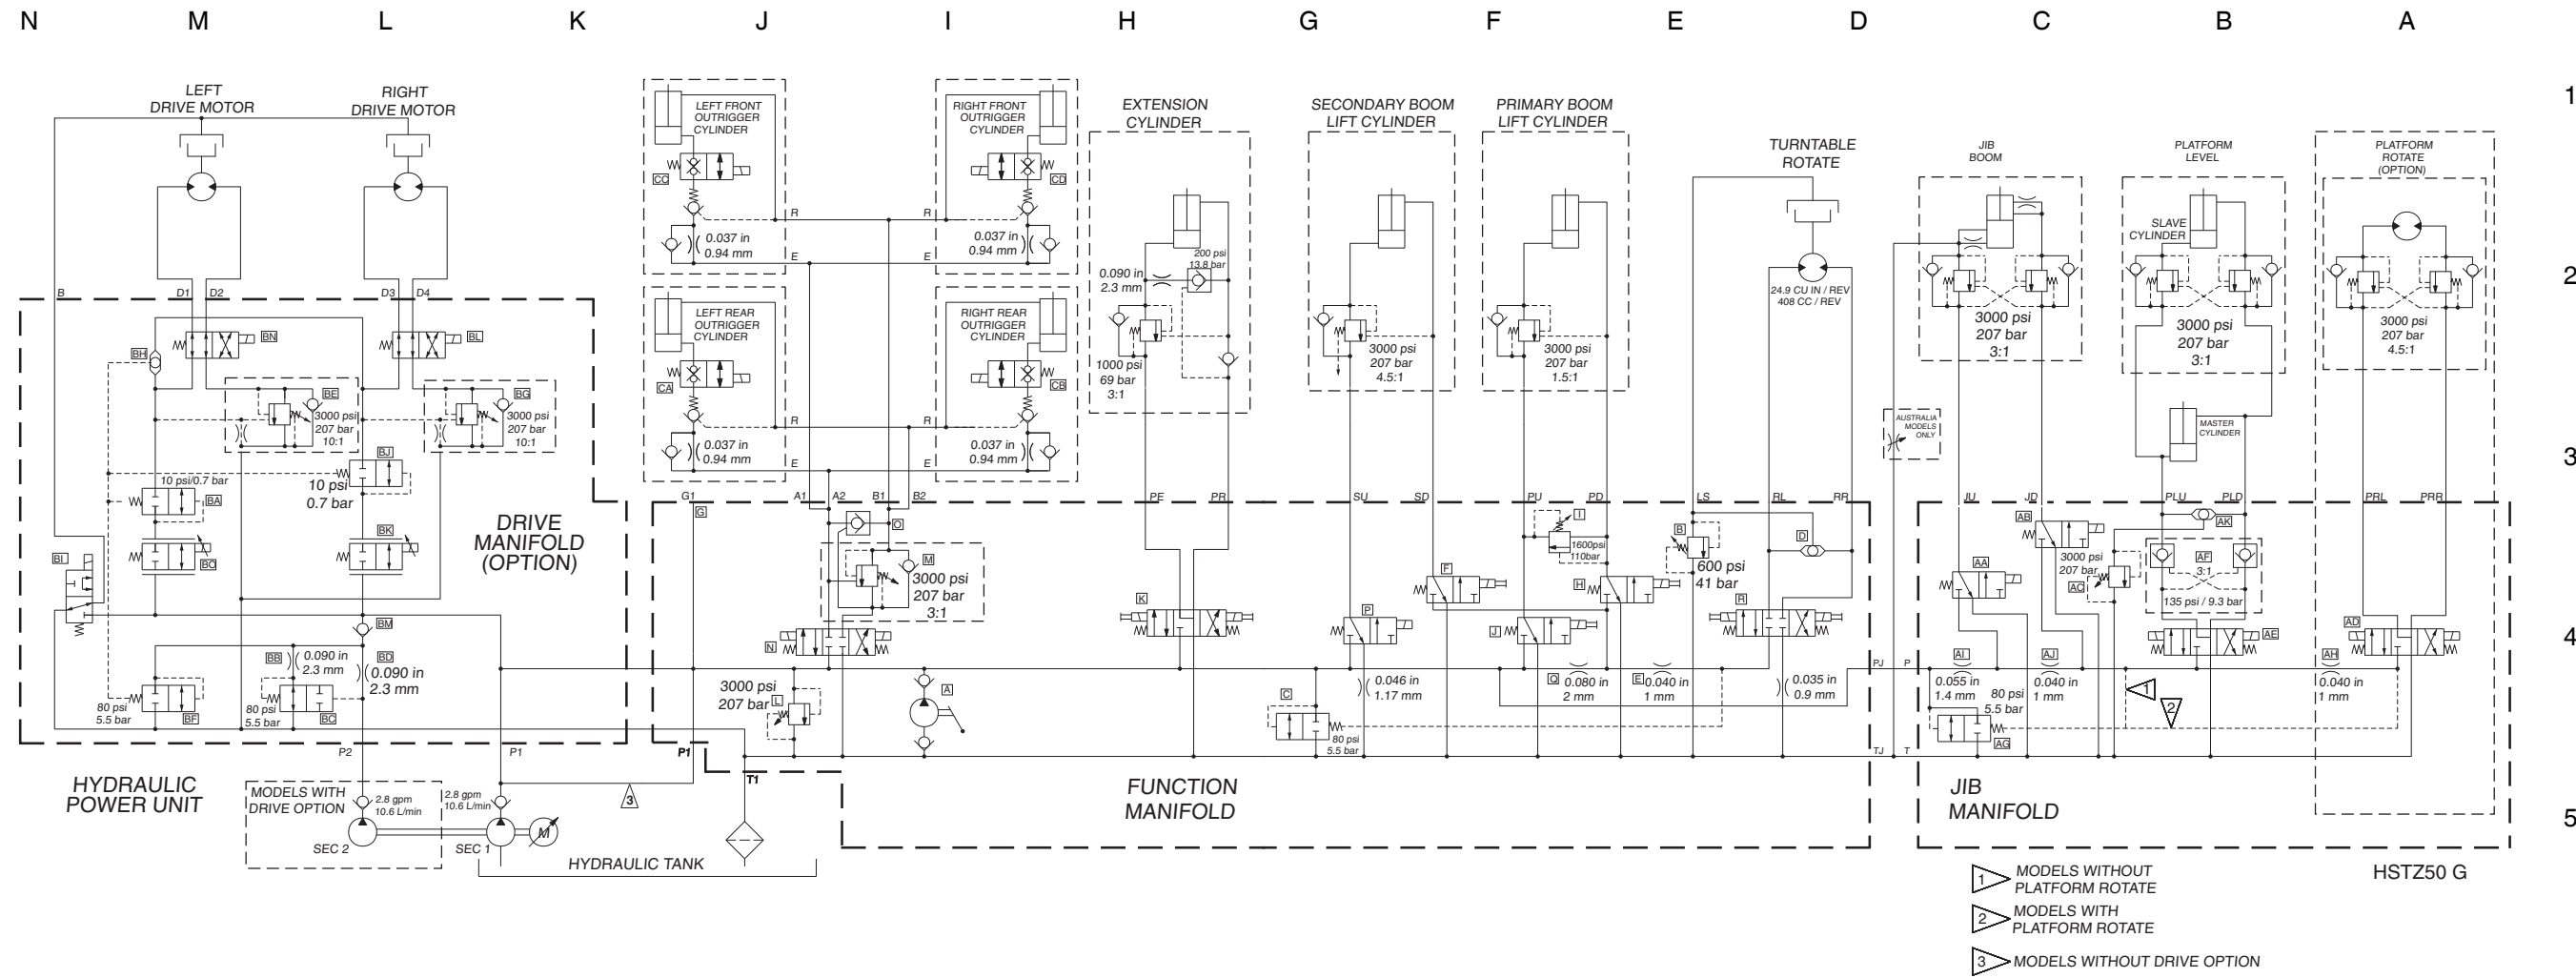 N M L K J I H G F E D C B A
1
2
3
4
5
LEFT
DRIVE MOTOR
RIGHT
DRIVE MOTOR
B
D1
D2
D3
D4
BN
BL
BH
BE
3000 psi
207 bar
10:1
BG
3000 psi
207 bar
10:1
BJ
10 psi
0.7 bar
10 psi/0.7 bar
BA
BK
BO
BI
DRIVE
MANIFOLD
(OPTION)
BM
BB
0.090 in
2.3 mm
BD
0.090 in
2.3 mm
80 psi
5.5 bar
BF
80 psi
5.5 bar
BC
P2
P1
HYDRAULIC
POWER UNIT
MODELS WITH
DRIVE OPTION
2.8 gpm
10.6 L/min
2.8 gpm
10.6 L/min
SEC 2
SEC 1
M
HYDRAULIC TANK
3
LEFT FRONT
OUTRIGGER
CYLINDER
CC
0.037 in
0.94 mm
R
E
RIGHT FRONT
OUTRIGGER
CYLINDER
CD
0.037 in
0.94 mm
R
E
LEFT REAR
OUTRIGGER
CYLINDER
CA
0.037 in
0.94 mm
R
E
RIGHT REAR
OUTRIGGER
CYLINDER
CB
0.037 in
0.94 mm
R
E
G1
A1
A2
B1
B2
G
O
M
3000 psi
207 bar
3:1
N
3000 psi
207 bar
L
A
P1
T1
EXTENSION
CYLINDER
200 psi
13.8 bar
0.090 in
2.3 mm
1000 psi
69 bar
3:1
PE
PR
K
SECONDARY BOOM
LIFT CYLINDER
3000 psi
207 bar
4.5:1
SU
SD
F
P
C
0.046 in
1.17 mm
80 psi
5.5 bar
PRIMARY BOOM
LIFT CYLINDER
3000 psi
207 bar
1.5:1
PU
PD
I
1600psi
110bar
H
J
Q
0.080 in
2 mm
E
0.040 in
1 mm
TURNTABLE
ROTATE
24.9 CU IN / REV
408 CC / REV
LS
RL
RR
B
600 psi
41 bar
D
R
0.035 in
0.9 mm
FUNCTION
MANIFOLD
PJ
P
TJ
T
AUSTRALIA
MODELS
ONLY
JIB
BOOM
3000 psi
207 bar
3:1
JU
JD
AB
AA
3000 psi
207 bar
AC
AI
0.055 in
1.4 mm
AJ
0.040 in
1 mm
80 psi
5.5 bar
AG
PLATFORM
LEVEL
SLAVE
CYLINDER
3000 psi
207 bar
3:1
MASTER
CYLINDER
PLU
PLD
AK
AF
3:1
135 psi / 9.3 bar
AE
1
2
PLATFORM
ROTATE
(OPTION)
3000 psi
207 bar
4.5:1
PRL
PRR
AD
AH
0.040 in
1 mm
JIB
MANIFOLD
HSTZ50 G
1 MODELS WITHOUT
PLATFORM ROTATE
2 MODELS WITH
PLATFORM ROTATE
3 MODELS WITHOUT DRIVE OPTION